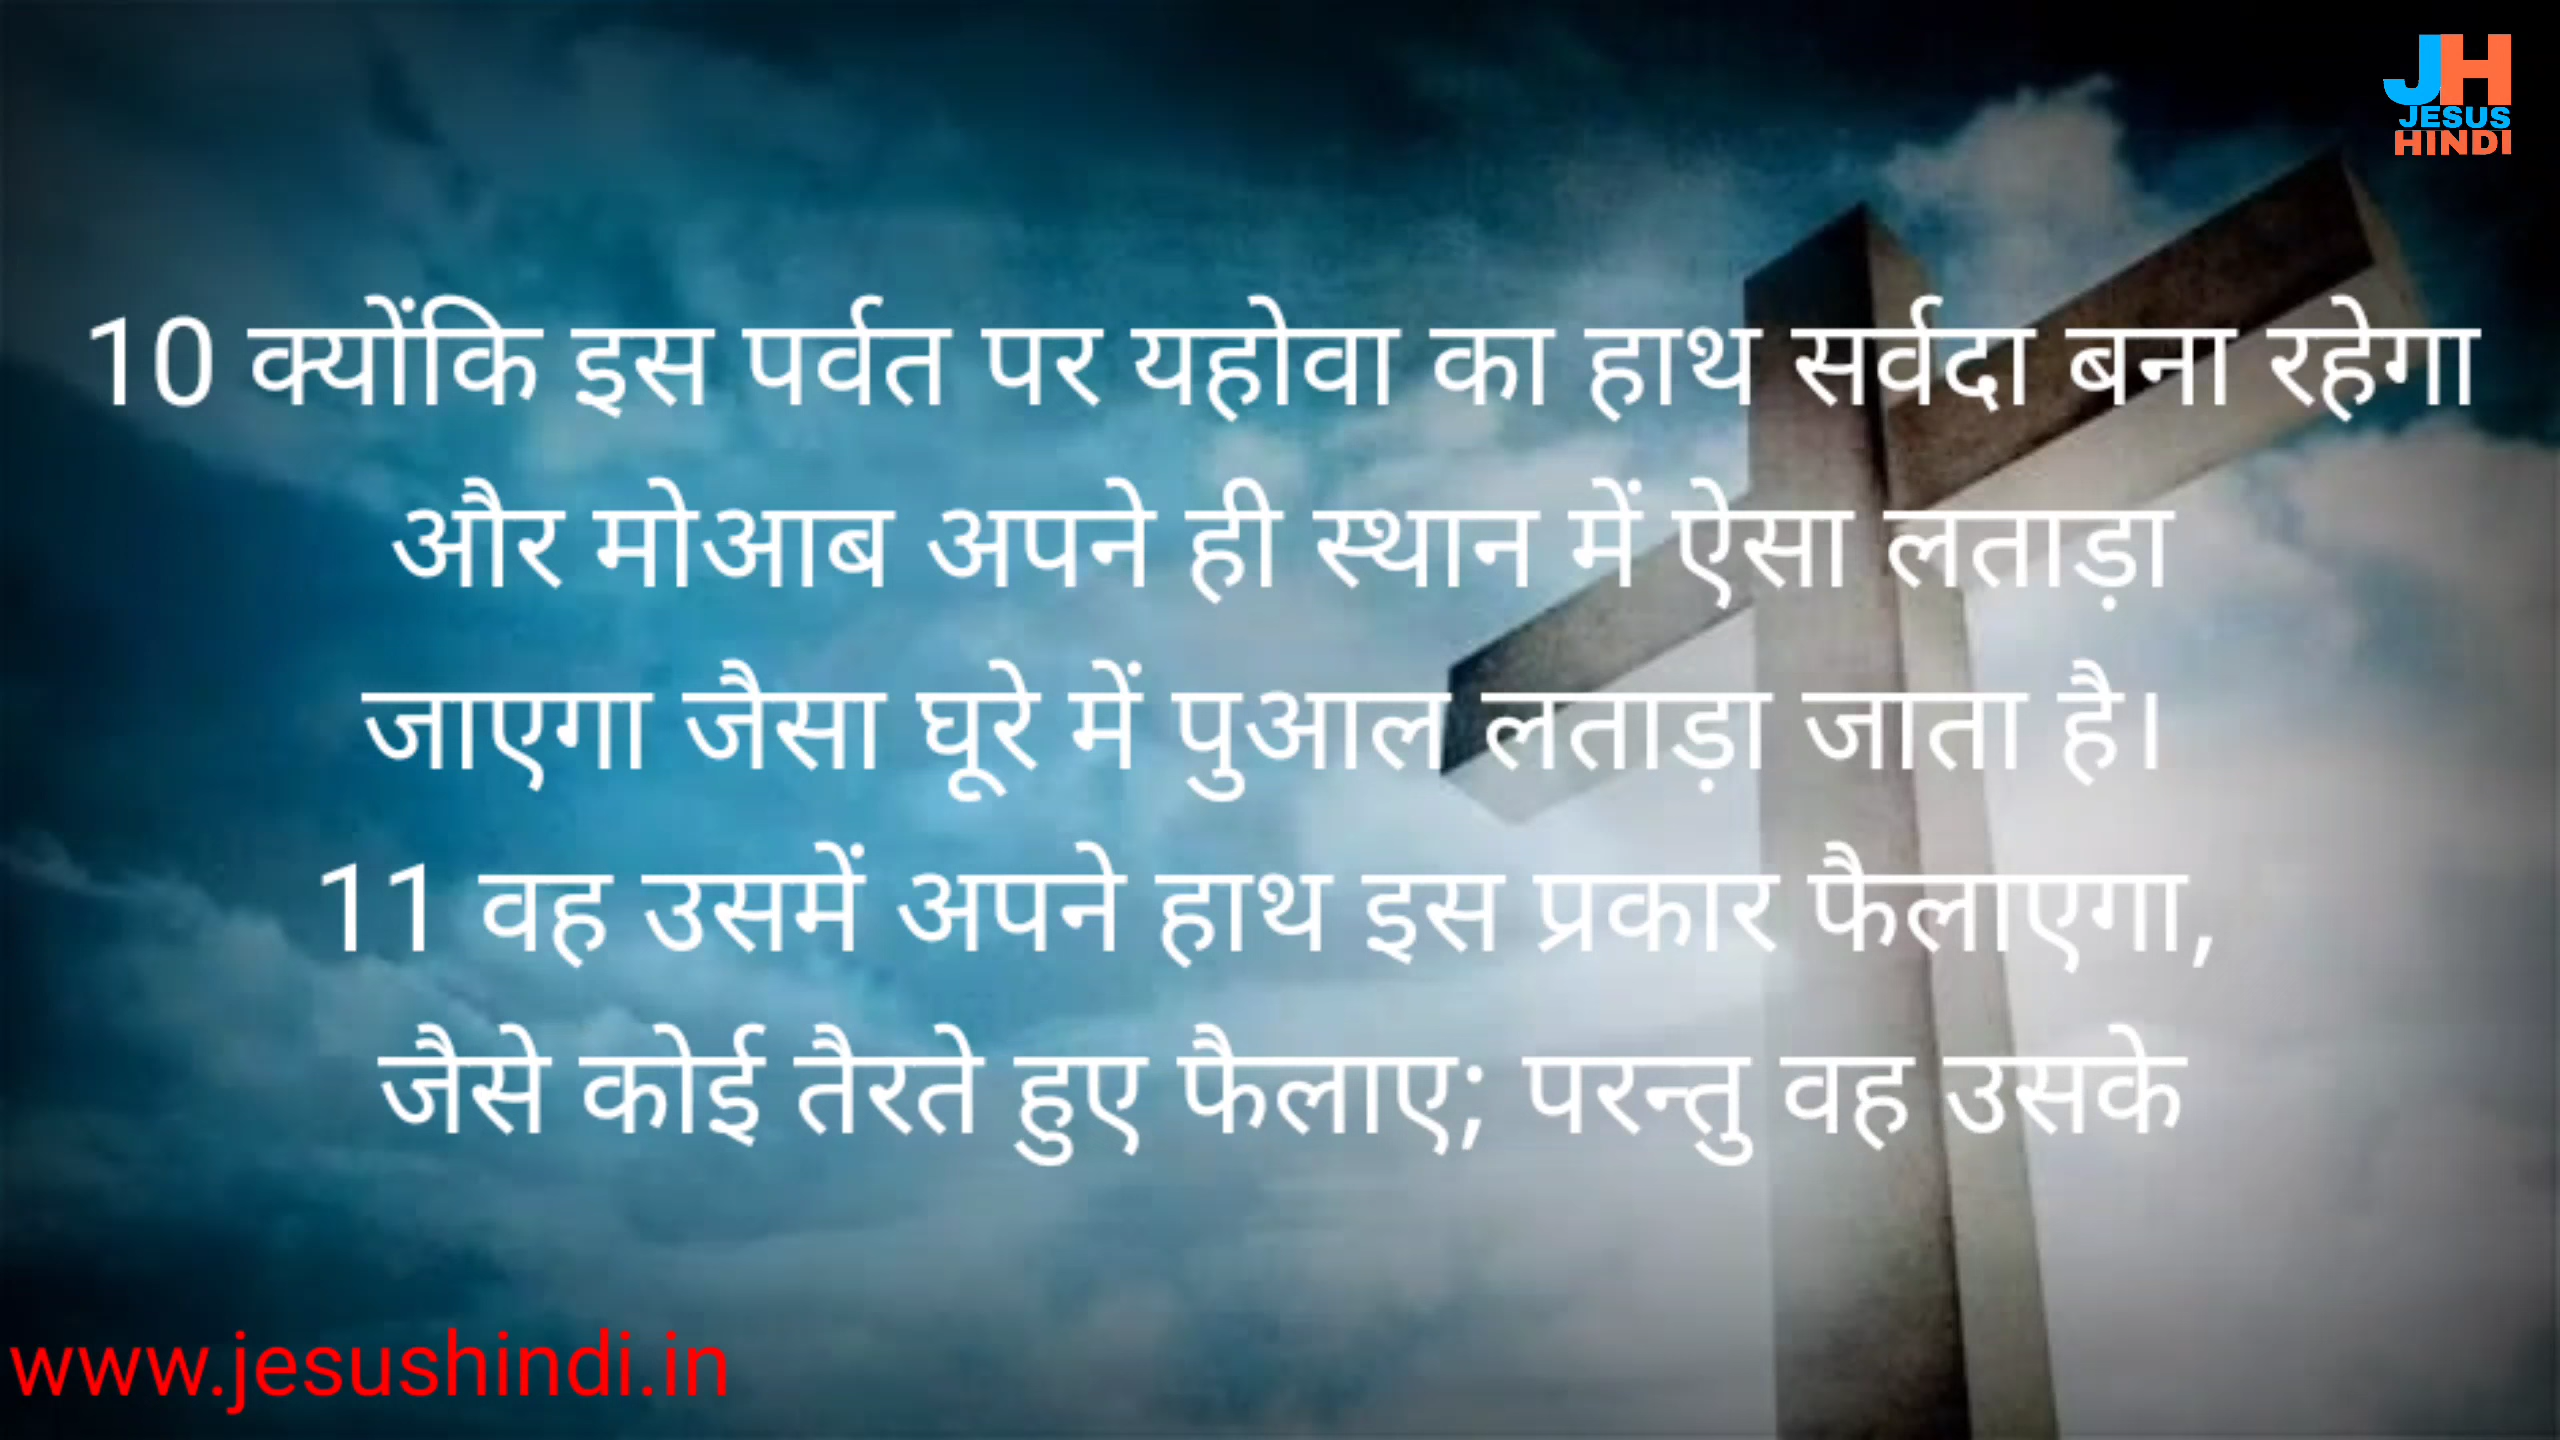 JH
JESUS
HINDI
10 क्योंकि इस पर्वत पर यहोवा का हाथ सर्वदा बना रहेगा
और मोआब अपने ही स्थान में ऐसा लताड़ा
जाएगा जैसा घूरे में पुआल लताड़ा जाता है।
11 वह उसमें अपने हाथ इस प्रकार फैलाएगा,
जैसे कोई तैरते हुए फैलाए; परन्तु वह उसके
www.jesushindi.in